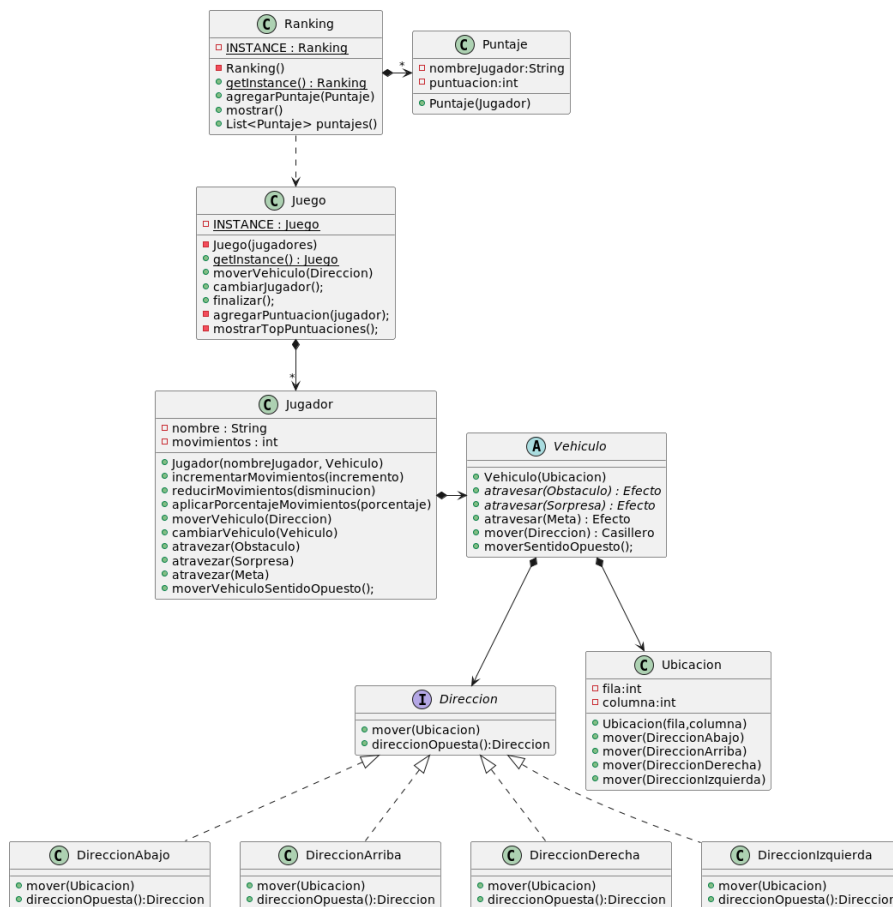 C Ranking
INSTANCE : Ranking
Ranking()
getInstance() : Ranking
agregarPuntaje(Puntaje)
mostrar()
List<Puntaje> puntajes()
*
C Puntaje
nombreJugador:String
puntuacion:int
Puntaje(Jugador)
C Juego
INSTANCE : Juego
Juego(jugadores)
getInstance() : Juego
moverVehiculo(Direccion)
cambiarJugador();
finalizar();
agregarPuntuacion(jugador);
mostrarTopPuntuaciones();
*
C Jugador
nombre : String
movimientos : int
Jugador(nombreJugador, Vehiculo)
incrementarMovimientos(incremento)
reducirMovimientos(disminucion)
aplicarPorcentajeMovimientos(porcentaje)
moverVehiculo(Direccion)
cambiarVehiculo(Vehiculo)
atravezar(Obstaculo)
atravezar(Sorpresa)
atravezar(Meta)
moverVehiculoSentidoOpuesto();
A Vehiculo
Vehiculo(Ubicacion)
atravesar(Obstaculo) : Efecto
atravesar(Sorpresa) : Efecto
atravesar(Meta) : Efecto
mover(Direccion) : Casillero
moverSentidoOpuesto();
I Direccion
mover(Ubicacion)
direccionOpuesta():Direccion
C Ubicacion
fila:int
columna:int
Ubicacion(fila,columna)
mover(DireccionAbajo)
mover(DireccionArriba)
mover(DireccionDerecha)
mover(DireccionIzquierda)
C DireccionAbajo
mover(Ubicacion)
direccionOpuesta():Direccion
C DireccionArriba
mover(Ubicacion)
direccionOpuesta():Direccion
C DireccionDerecha
mover(Ubicacion)
direccionOpuesta():Direccion
C DireccionIzquierda
mover(Ubicacion)
direccionOpuesta():Direccion